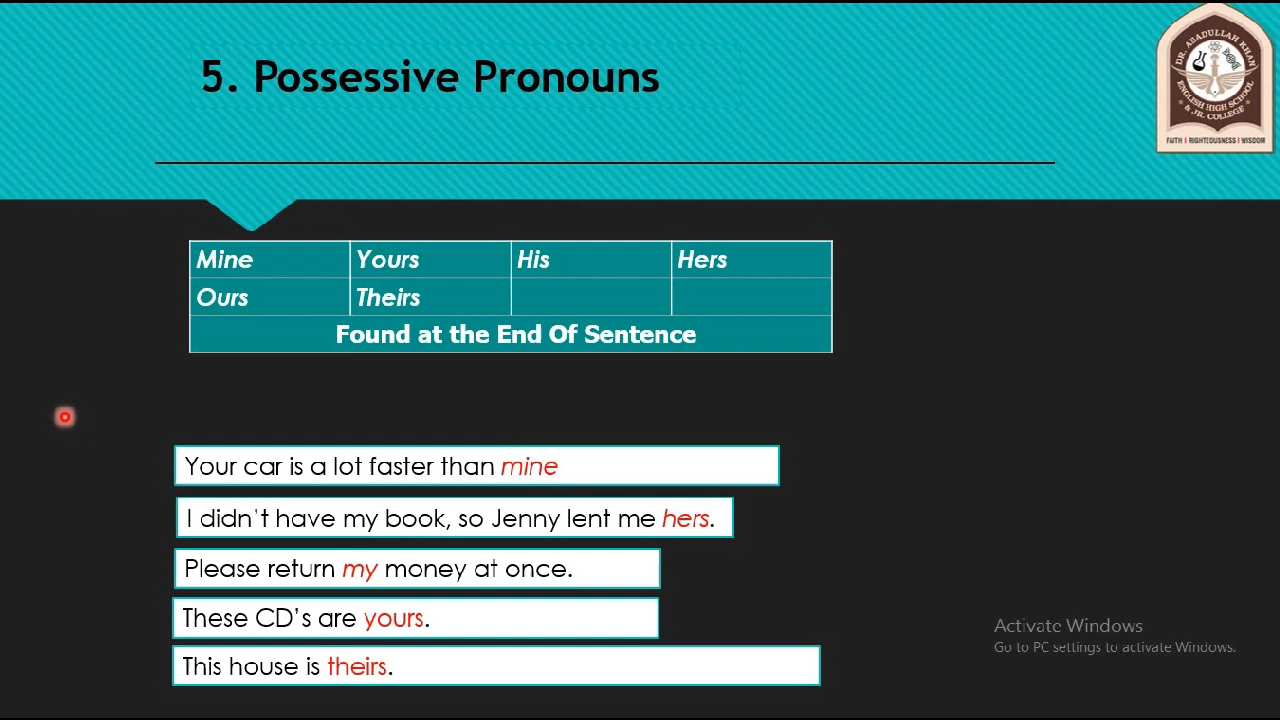 5. Possessive Pronouns
DR. ABADULLAH KHAN
ENGLISH HIGH SCHOOL
& JR. COLLEGE
FAITH | RIGHTEOUSNESS | WISDOM
Mine Yours His Hers
Ours Theirs
Found at the End Of Sentence
Your car is a lot faster than mine
I didn't have my book, so Jenny lent me hers.
Please return my money at once.
These CD's are yours.
This house is theirs.
Activate Windows
Go to PC settings to activate Windows.